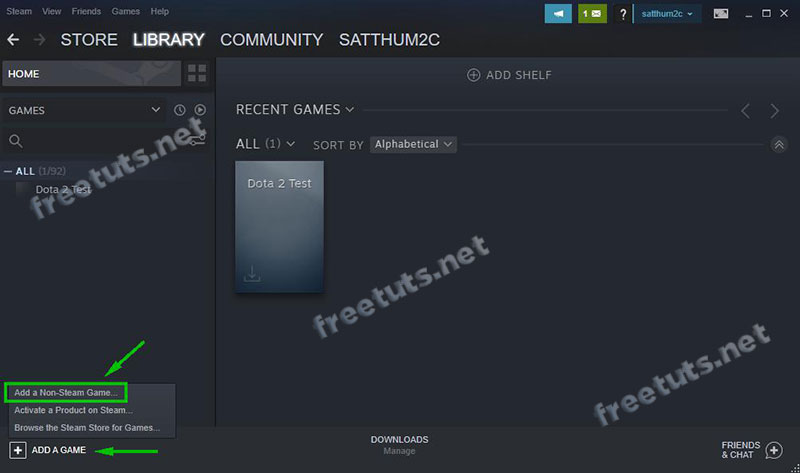 Steam View Friends Games Help
1 ? satthum2c
STORE LIBRARY COMMUNITY SATTHUM2C
HOME
ADD SHELF
GAMES
RECENT GAMES
ALL (1) SORT BY Alphabetical
ALL (1/92)
Dota 2 Test
Dota 2 Test
freetuts.net
freetuts.net
freetuts.net
Add a Non-Steam Game...
Activate a Product on Steam...
Browse the Steam Store for Games...
ADD A GAME
DOWNLOADS
Manage
FRIENDS
& CHAT